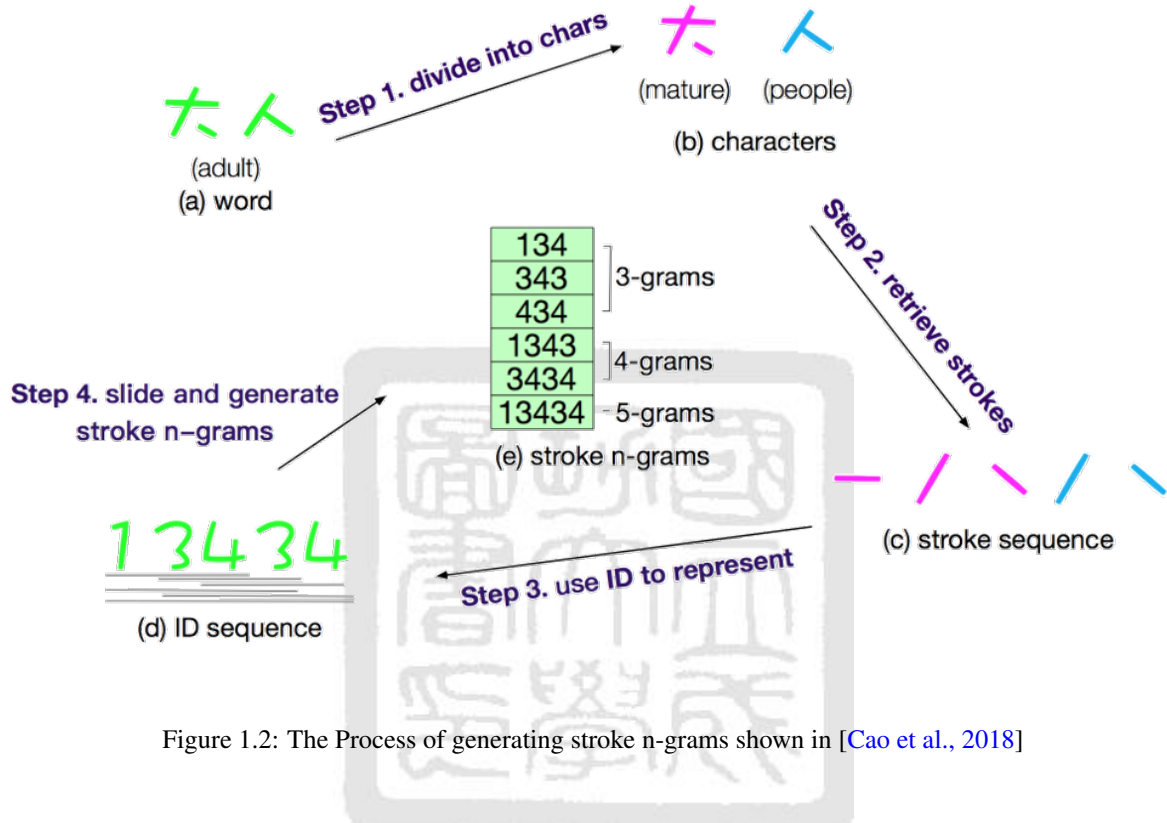 大人
(adult)
(a) word
Step 1. divide into chars
大 人
(mature) (people)
(b) characters
Step 2. retrieve strokes
(c) stroke sequence
Step 3. use ID to represent
13434
(d) ID sequence
Step 4. slide and generate
stroke n-grams
134
343
434
3-grams
1343
3434
4-grams
13434
5-grams
(e) stroke n-grams
Figure 1.2: The Process of generating stroke n-grams shown in [Cao et al., 2018]